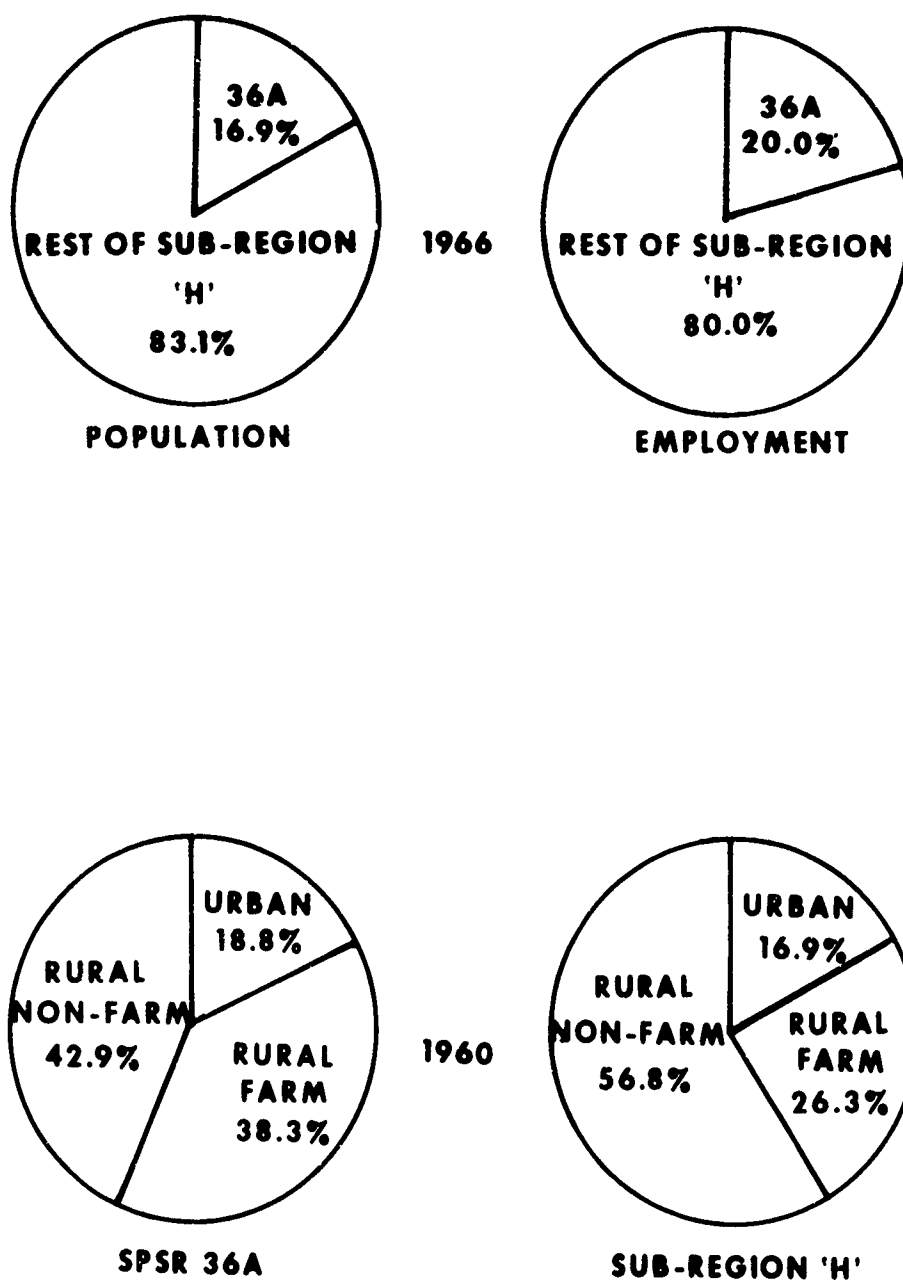 36A
16.9%
REST OF SUB-REGION
'H'
83.1%
POPULATION
1966
36A
20.0%
REST OF SUB-REGION
'H'
80.0%
EMPLOYMENT
URBAN
18.8%
RURAL
NON-FARM
42.9%
RURAL
FARM
38.3%
SPSR 36A
1960
URBAN
16.9%
RURAL
NON-FARM
56.8%
RURAL
FARM
26.3%
SUB-REGION 'H'